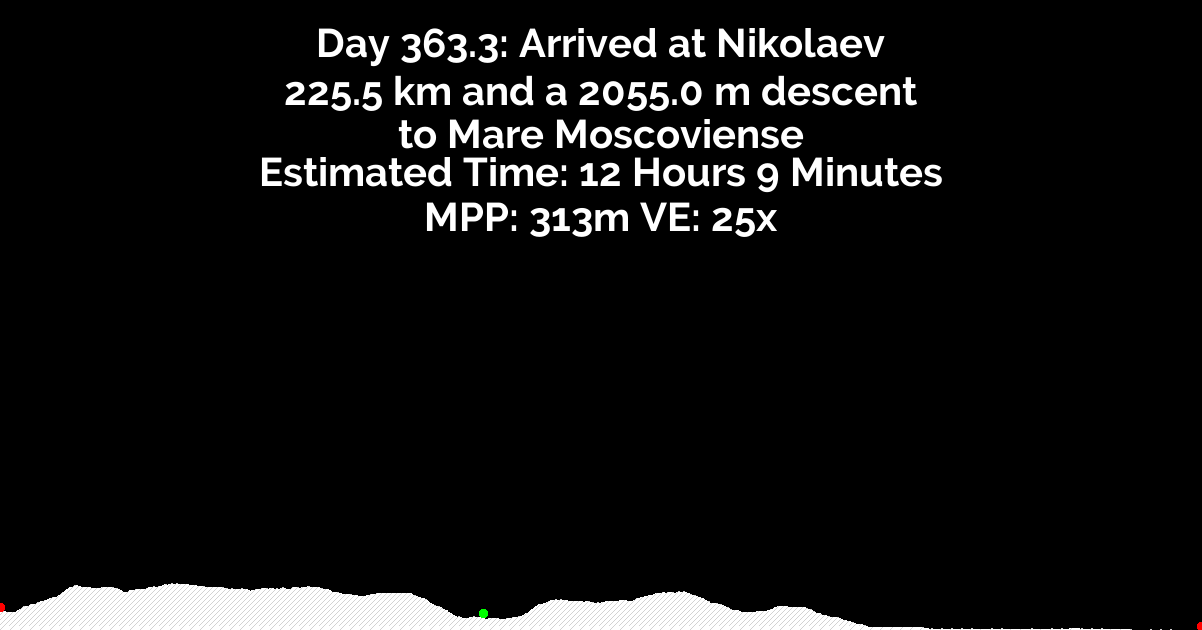 Day 363.3: Arrived at Nikolaev
225.5 km and a 2055.0 m descent
to Mare Moscoviense
Estimated Time: 12 Hours 9 Minutes
MPP: 313m VE: 25x